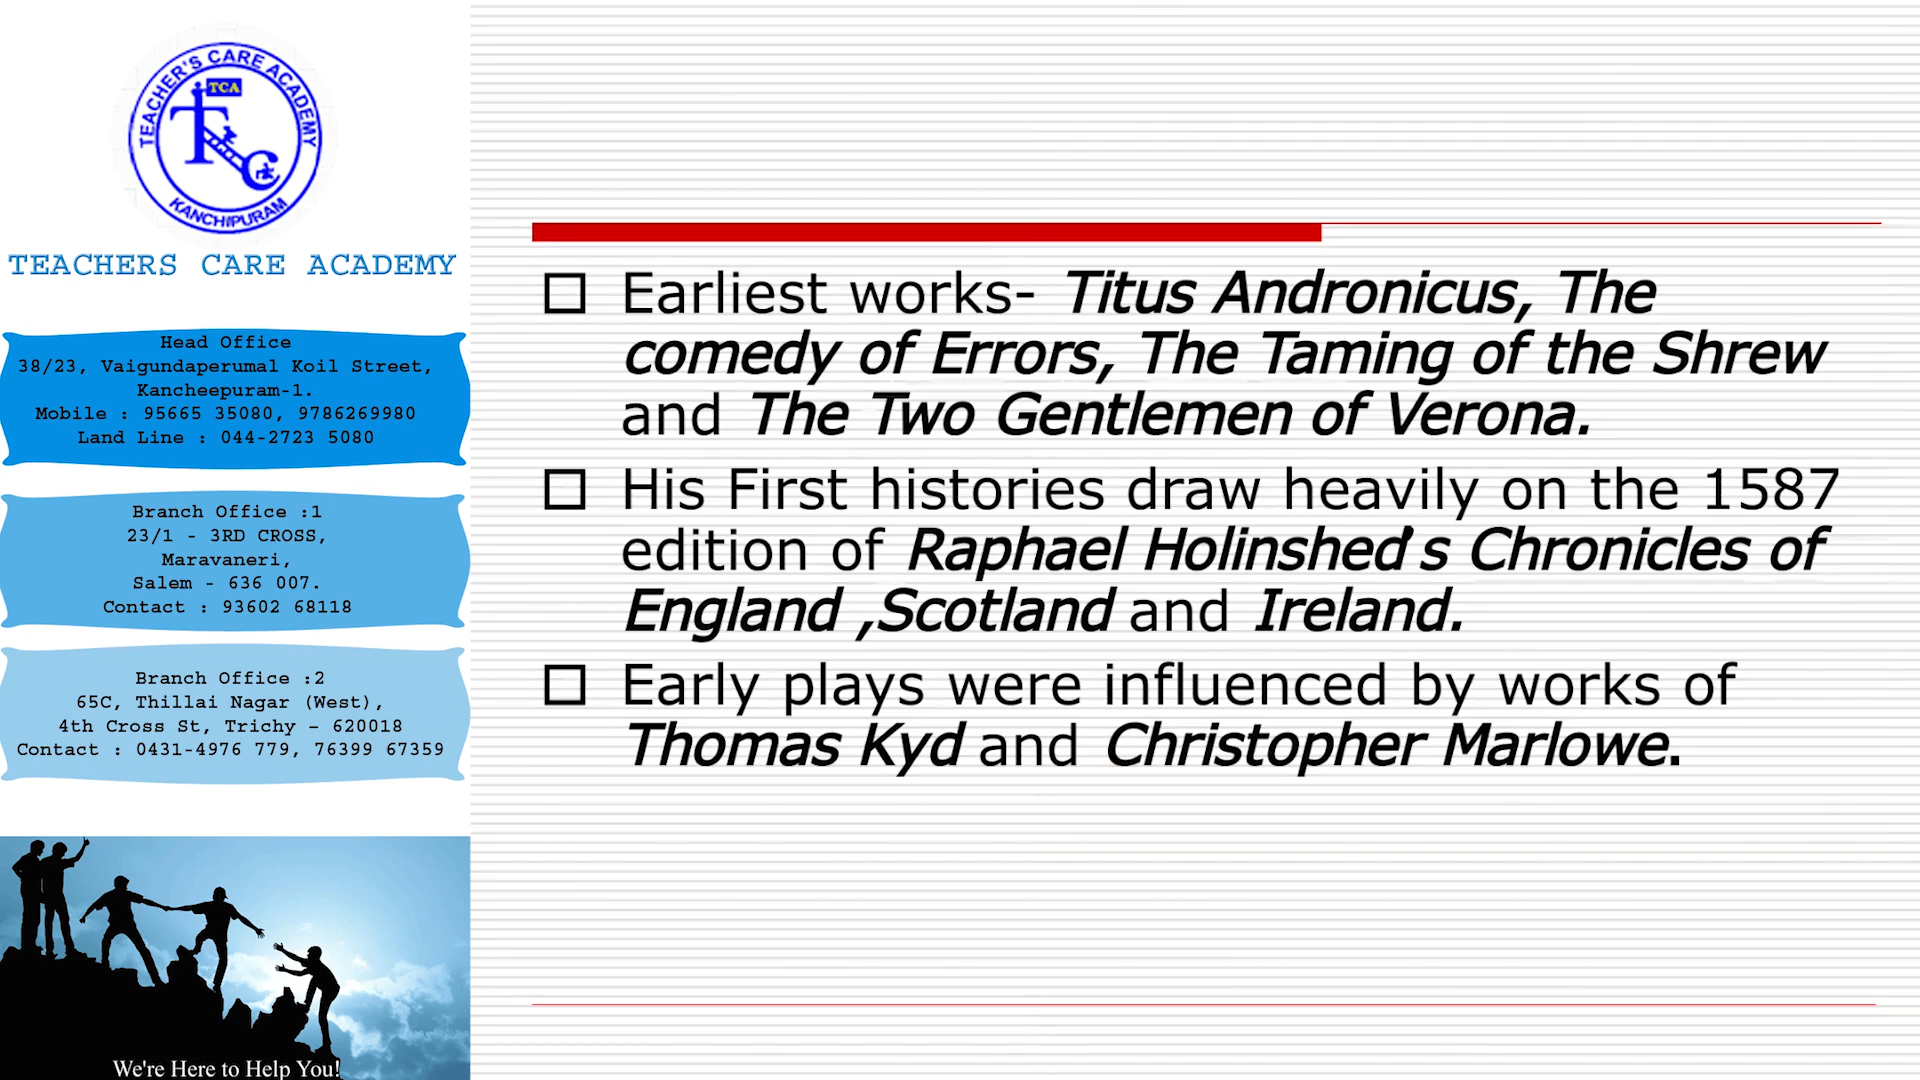 TEACHER'S CARE ACADEMY
TCA
KANCHIPURAM
TEACHERS CARE ACADEMY
Head Office
38/23, Vaigundaperumal Koil Street,
Kancheepuram-1.
Mobile : 95665 35080, 9786269980
Land Line : 044-2723 5080
Branch Office :1
23/1 - 3RD CROSS,
Maravaneri,
Salem - 636 007.
Contact : 93602 68118
Branch Office :2
65C, Thillai Nagar (West),
4th Cross St, Trichy – 620018
Contact : 0431-4976 779, 76399 67359
We're Here to Help You!
Earliest works- Titus Andronicus, The
comedy of Errors, The Taming of the Shrew
and The Two Gentlemen of Verona.
His First histories draw heavily on the 1587
edition of Raphael Holinshed’s Chronicles of
England ,Scotland and Ireland.
Early plays were influenced by works of
Thomas Kyd and Christopher Marlowe.